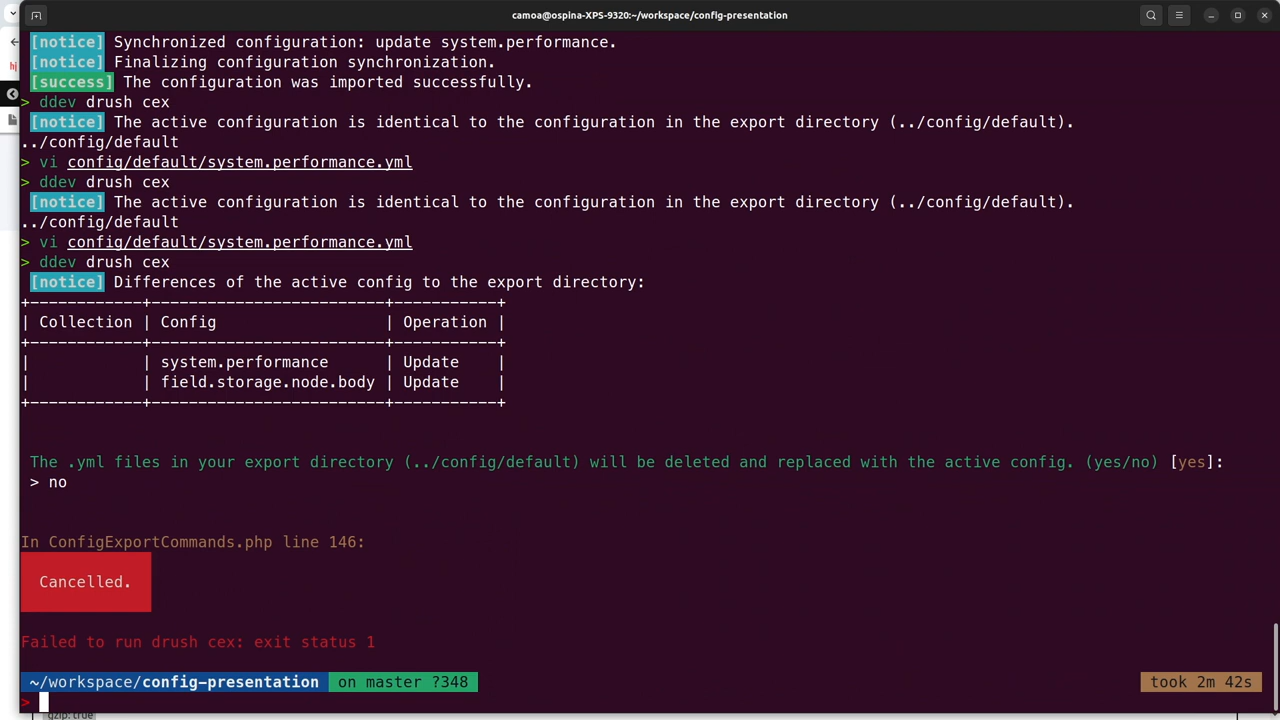 camoa@ospina-XPS-9320:~/workspace/config-presentation
[notice] Synchronized configuration: update system.performance.
[notice] Finalizing configuration synchronization.
[success] The configuration was imported successfully.
> ddev drush cex
[notice] The active configuration is identical to the configuration in the export directory (../config/default).
../config/default
> vi config/default/system.performance.yml
> ddev drush cex
[notice] The active configuration is identical to the configuration in the export directory (../config/default).
../config/default
> vi config/default/system.performance.yml
> ddev drush cex
[notice] Differences of the active config to the export directory:
+------------+-------------------------+-----------+
| Collection | Config                  | Operation |
+------------+-------------------------+-----------+
|            | system.performance      | Update    |
|            | field.storage.node.body | Update    |
+------------+-------------------------+-----------+
The .yml files in your export directory (../config/default) will be deleted and replaced with the active config. (yes/no) [yes]:
> no
In ConfigExportCommands.php line 146:
Cancelled.
Failed to run drush cex: exit status 1
~/workspace/config-presentation on master ?348 took 2m 42s
>
gzip:true